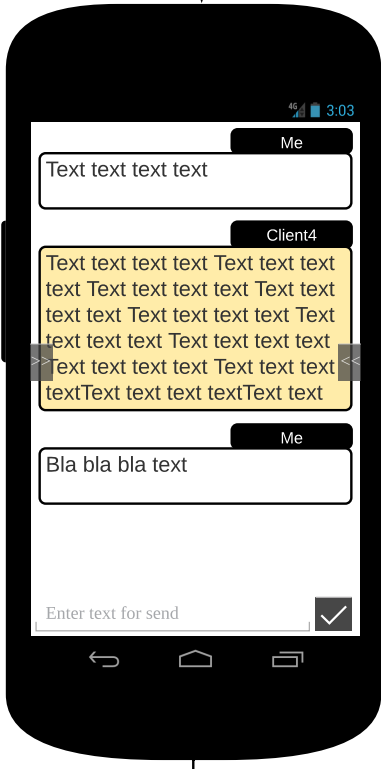 4G 3:03
Me
Text text text text
Client4
Text text text text Text text text
text Text text text text Text text
text text Text text text text Text
text text text Text text text text
>> Text text text text Text text text <<
textText text text textText text
Me
Bla bla bla text
Enter text for send